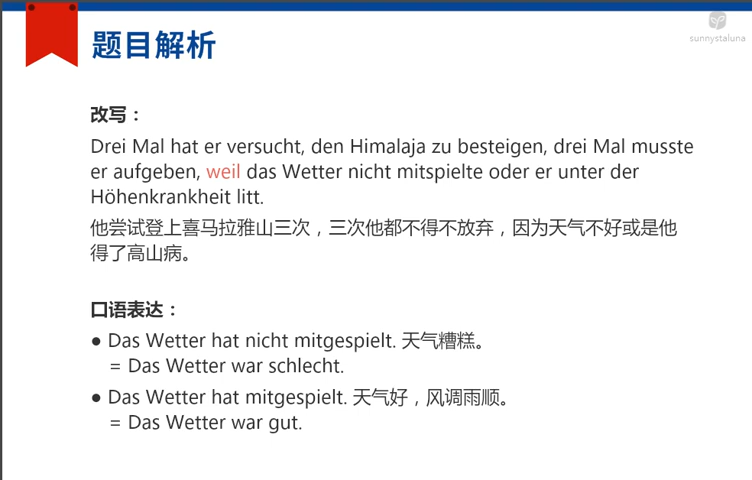 sunnystaluna
题目解析
改写：
Drei Mal hat er versucht, den Himalaja zu besteigen, drei Mal musste
er aufgeben, weil das Wetter nicht mitspielte oder er unter der
Höhenkrankheit litt.
他尝试登上喜马拉雅山三次，三次他都不得不放弃，因为天气不好或是他
得了高山病。
口语表达：
● Das Wetter hat nicht mitgespielt. 天气糟糕。
= Das Wetter war schlecht.
● Das Wetter hat mitgespielt. 天气好，风调雨顺。
= Das Wetter war gut.